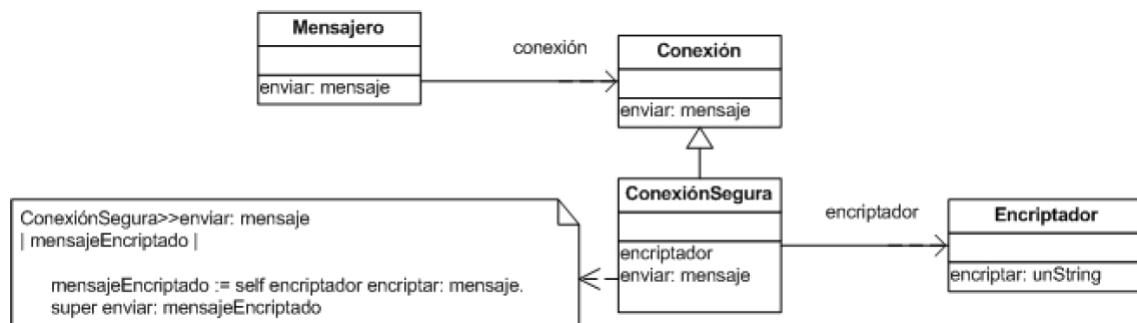 Mensajero
enviar: mensaje
conexión
Conexión
enviar: mensaje
ConexiónSegura
encriptador
enviar: mensaje
encriptador
Encriptador
encriptar: unString
ConexiónSegura>>enviar: mensaje
| mensajeEncriptado |
mensajeEncriptado := self encriptador encriptar: mensaje.
super enviar: mensajeEncriptado